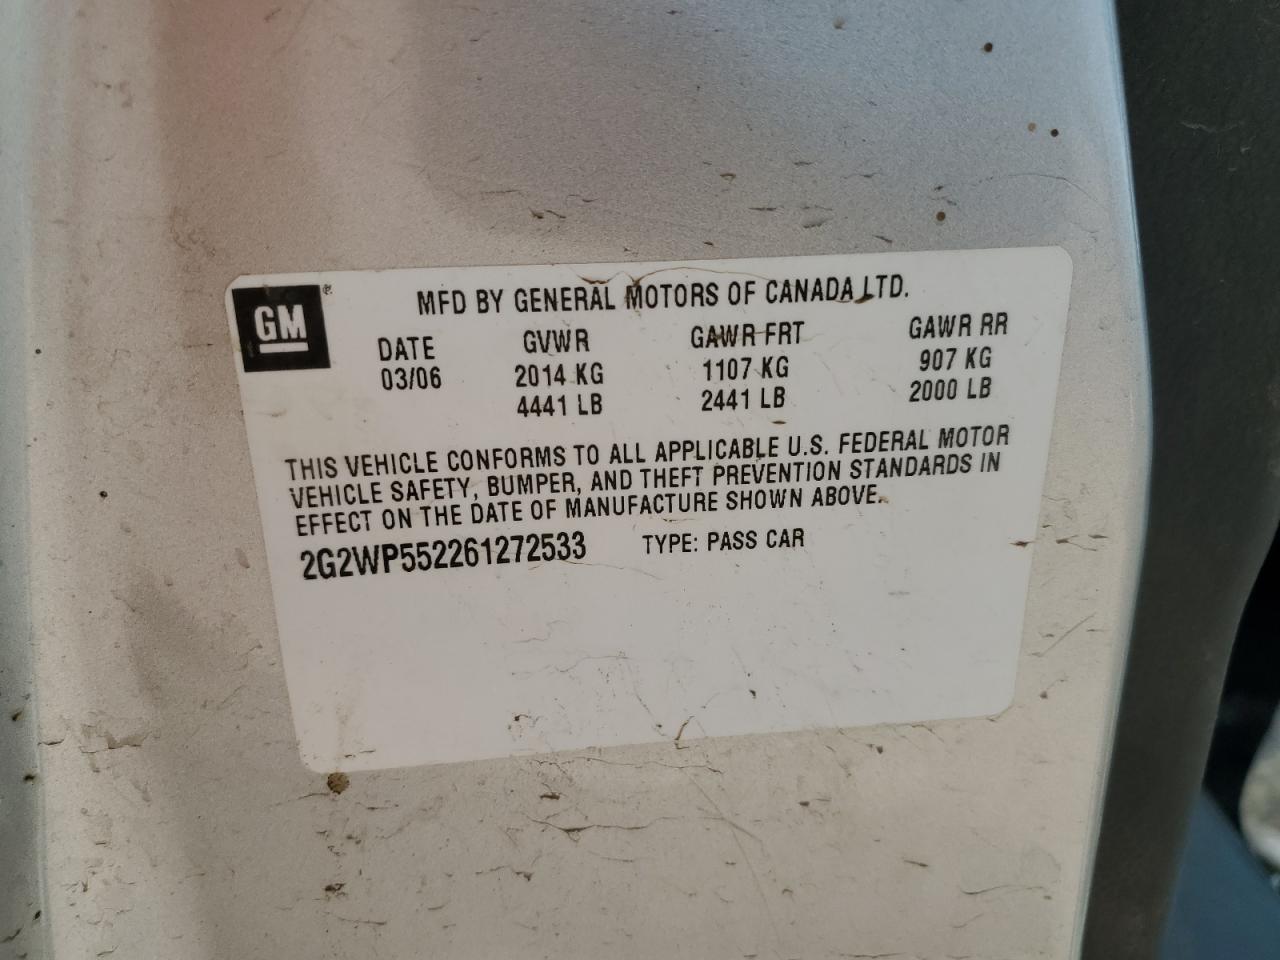 GM®
MFD BY GENERAL MOTORS OF CANADA LTD.
DATE GVWR GAWR FRT GAWR RR
03/06 2014 KG 1107 KG 907 KG
4441 LB 2441 LB 2000 LB
THIS VEHICLE CONFORMS TO ALL APPLICABLE U.S. FEDERAL MOTOR
VEHICLE SAFETY, BUMPER, AND THEFT PREVENTION STANDARDS IN
EFFECT ON THE DATE OF MANUFACTURE SHOWN ABOVE.
2G2WP552261272533 TYPE: PASS CAR